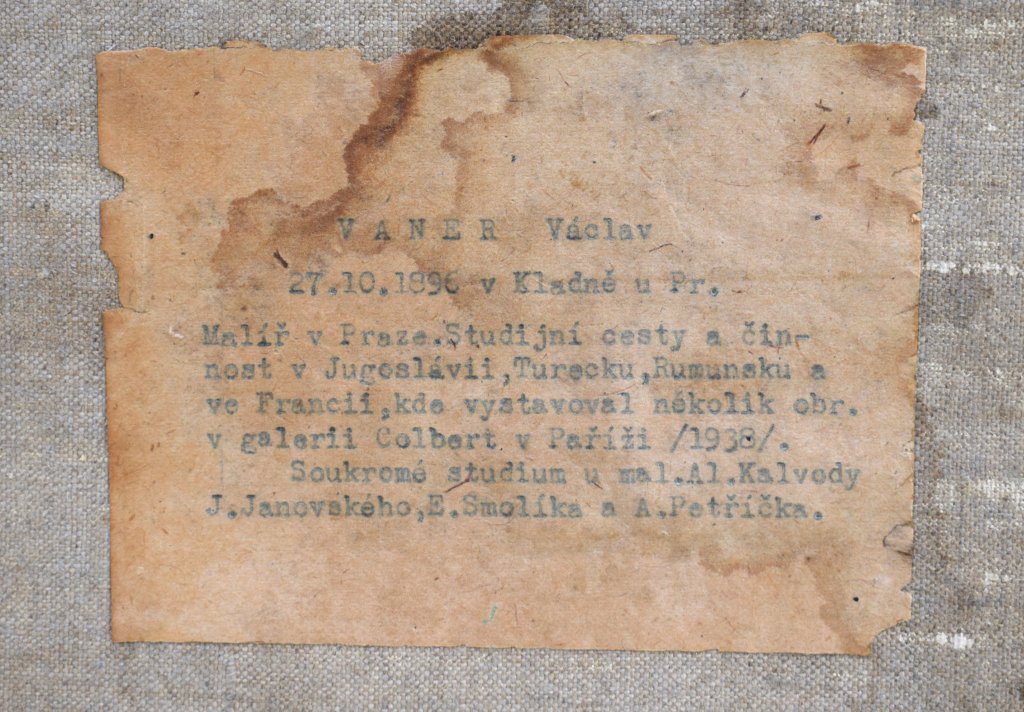 V A N E R Václav
27.10.1896 v Kladně u Pr.
Malíř v Praze.Studijní cesty a čin-
nost v Jugoslávii,Turecku,Rumunsku a
ve Francii,kde vystavoval několik obr.
v galerii Colbert v Paříži /1938/.
Soukromé studium u mal.Al.Kalvody
J.Janovského,E.Smolíka a A.Petříčka.